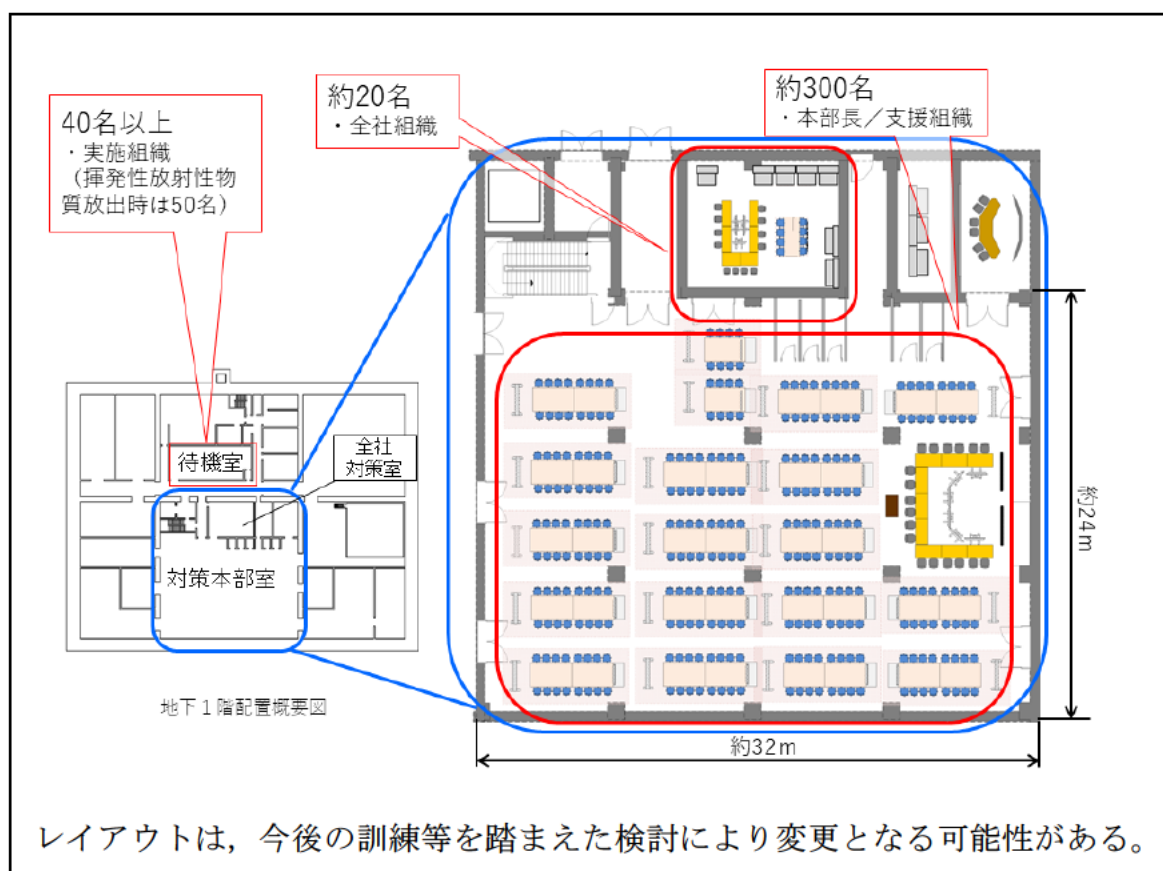 40名以上
・実施組織
（揮発性放射性物
質放出時は50名）
約20名
・全社組織
約300名
・本部長／支援組織
待機室
全社
対策室
対策本部室
地下１階配置概要図
約24m
約32m
レイアウトは，今後の訓練等を踏まえた検討により変更となる可能性がある。